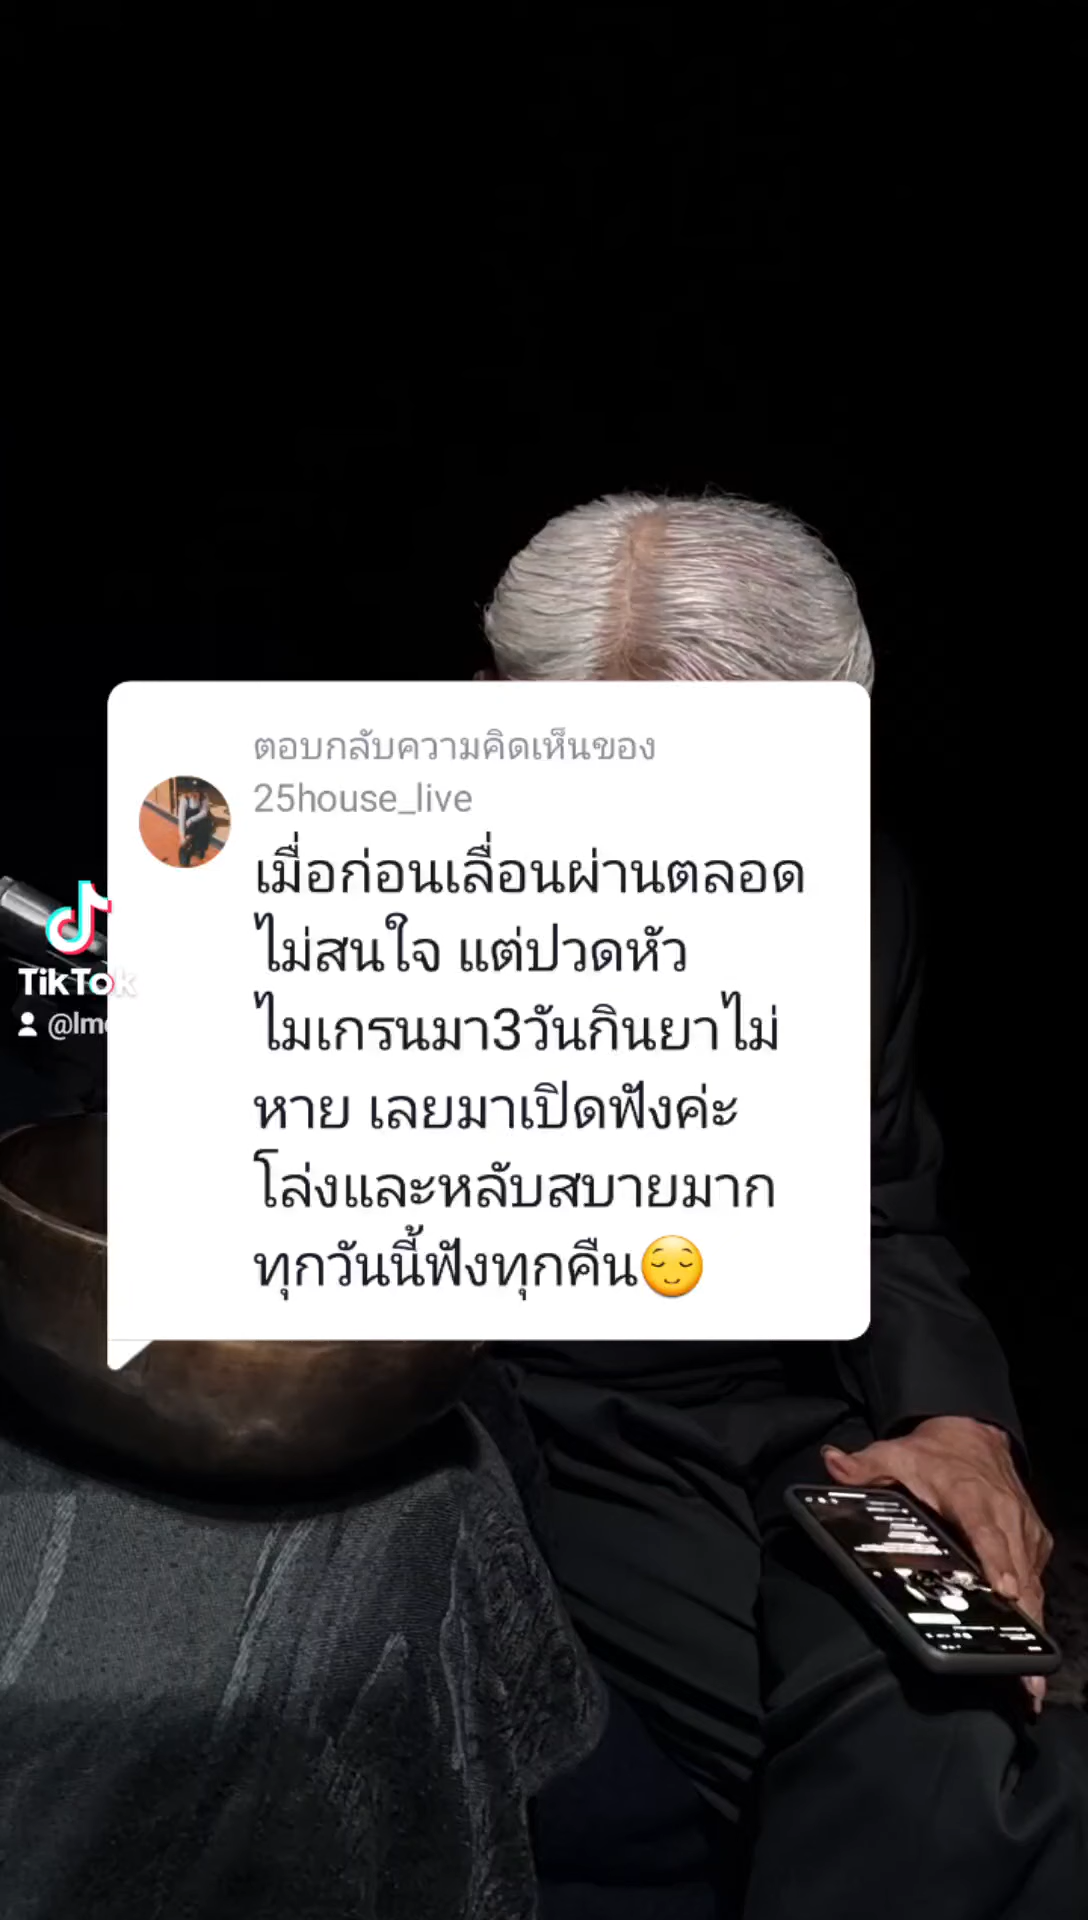 ตอบกลับความคิดเห็นของ
25house_live
เมื่อก่อนเลื่อนผ่านตลอด
ไม่สนใจ แต่ปวดหัว
ไมเกรนมา3วันกินยาไม่
หาย เลยมาเปิดฟังค่ะ
โล่งและหลับสบายมาก
ทุกวันนี้ฟังทุกคืน😌
TikTok